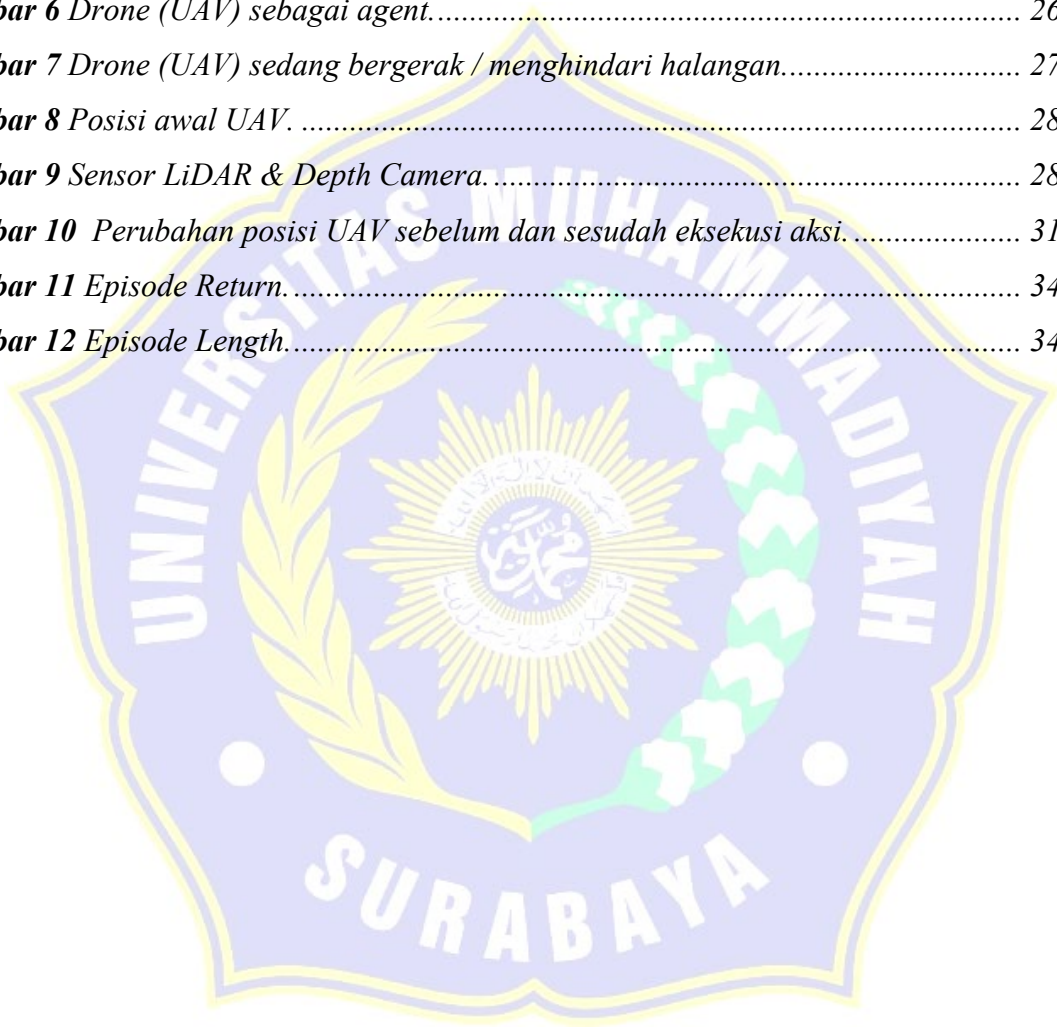 bar 6 Drone (UAV) sebagai agent. 26
bar 7 Drone (UAV) sedang bergerak / menghindari halangan. 27
bar 8 Posisi awal UAV. 28
bar 9 Sensor LiDAR & Depth Camera. 28
bar 10 Perubahan posisi UAV sebelum dan sesudah eksekusi aksi. 31
bar 11 Episode Return. 34
bar 12 Episode Length. 34
UNIVERSITAS MUHAMMADIYAH
SURABAYA